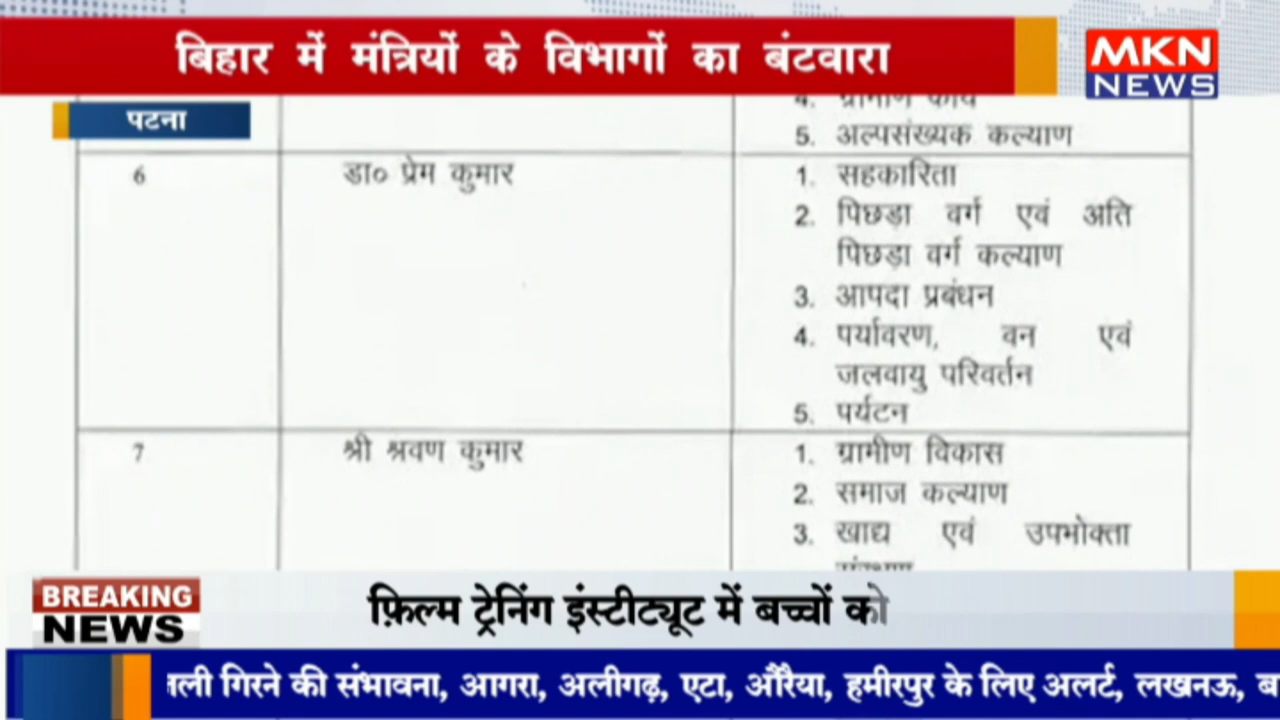 बिहार में मंत्रियों के विभागों का बंटवारा
MKN
NEWS
पटना
4. ग्रामीण कार्य
5. अल्पसंख्यक कल्याण
6 डा० प्रेम कुमार 1. सहकारिता
2. पिछड़ा वर्ग एवं अति
पिछड़ा वर्ग कल्याण
3. आपदा प्रबंधन
4. पर्यावरण, वन एवं
जलवायु परिवर्तन
5. पर्यटन
7 श्री श्रवण कुमार 1. ग्रामीण विकास
2. समाज कल्याण
3. खाद्य एवं उपभोक्ता
BREAKING
NEWS
फ़िल्म ट्रेनिंग इंस्टीट्यूट में बच्चों को
गिरने की संभावना, आगरा, अलीगढ़, एटा, औरैया, हमीरपुर के लिए अलर्ट, लखनऊ,